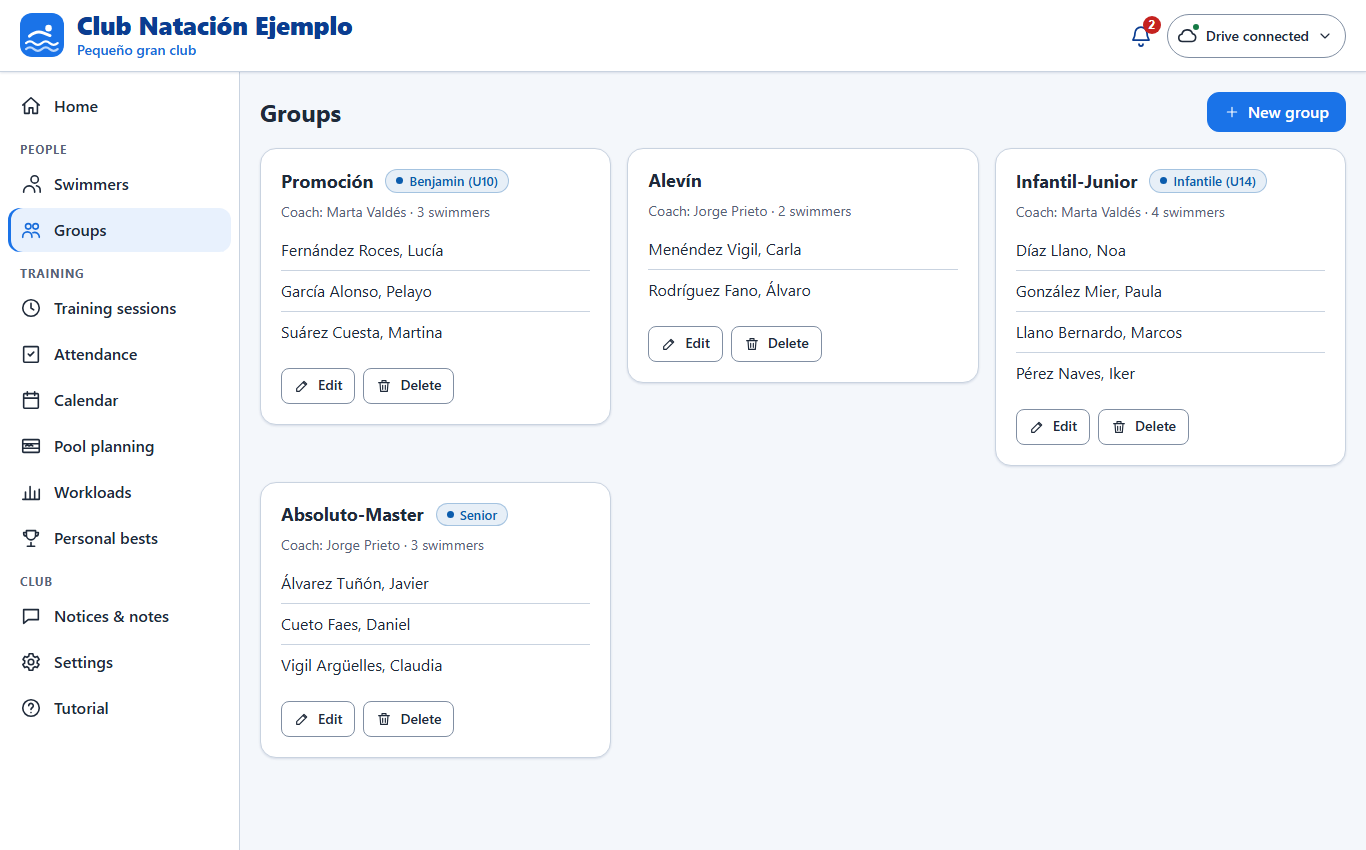 Club Natación Ejemplo
Pequeño gran club
2
Drive connected
Home
PEOPLE
Swimmers
Groups
TRAINING
Training sessions
Attendance
Calendar
Pool planning
Workloads
Personal bests
CLUB
Notices & notes
Settings
Tutorial
Groups
+ New group
Promoción Benjamin (U10)
Coach: Marta Valdés · 3 swimmers
Fernández Roces, Lucía
García Alonso, Pelayo
Suárez Cuesta, Martina
Edit Delete
Alevín
Coach: Jorge Prieto · 2 swimmers
Menéndez Vigil, Carla
Rodríguez Fano, Álvaro
Edit Delete
Infantil-Junior Infantile (U14)
Coach: Marta Valdés · 4 swimmers
Díaz Llano, Noa
González Mier, Paula
Llano Bernardo, Marcos
Pérez Naves, Iker
Edit Delete
Absoluto-Master Senior
Coach: Jorge Prieto · 3 swimmers
Álvarez Tuñón, Javier
Cueto Faes, Daniel
Vigil Argüelles, Claudia
Edit Delete